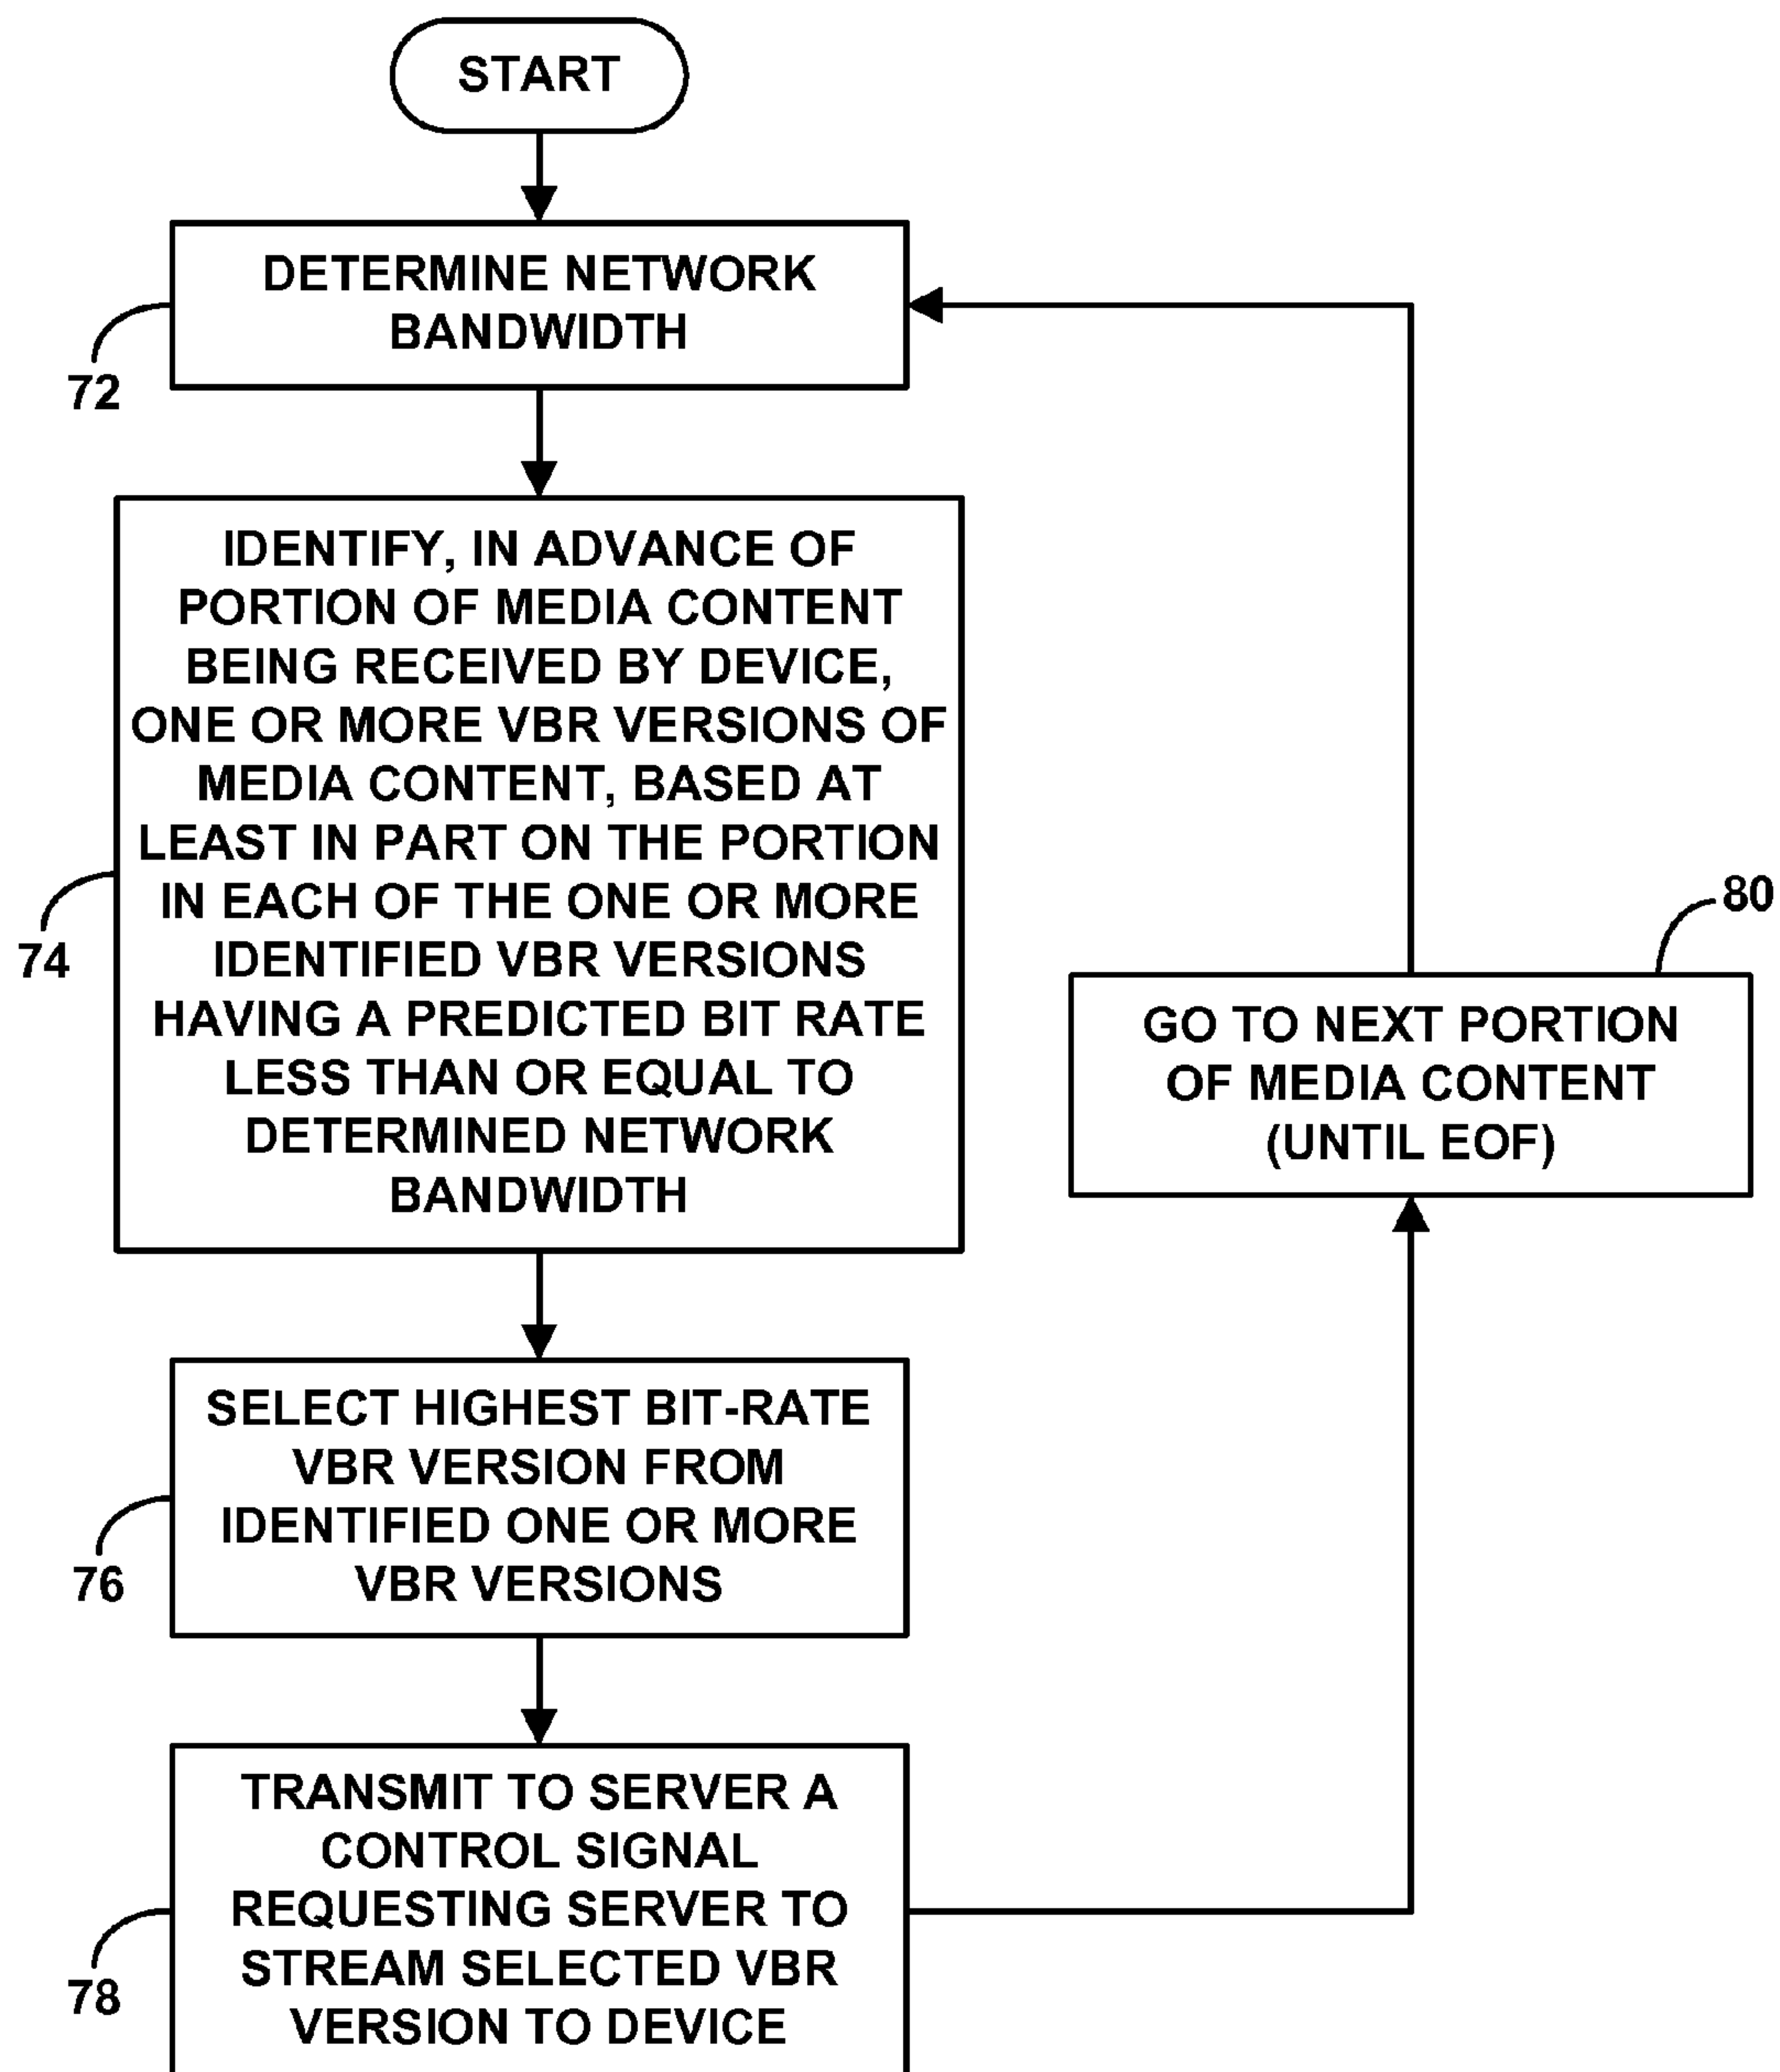 START
DETERMINE NETWORK
BANDWIDTH
72
IDENTIFY, IN ADVANCE OF
PORTION OF MEDIA CONTENT
BEING RECEIVED BY DEVICE,
ONE OR MORE VBR VERSIONS OF
MEDIA CONTENT, BASED AT
LEAST IN PART ON THE PORTION
IN EACH OF THE ONE OR MORE
IDENTIFIED VBR VERSIONS
HAVING A PREDICTED BIT RATE
LESS THAN OR EQUAL TO
DETERMINED NETWORK
BANDWIDTH
74
SELECT HIGHEST BIT-RATE
VBR VERSION FROM
IDENTIFIED ONE OR MORE
VBR VERSIONS
76
TRANSMIT TO SERVER A
CONTROL SIGNAL
REQUESTING SERVER TO
STREAM SELECTED VBR
VERSION TO DEVICE
78
80
GO TO NEXT PORTION
OF MEDIA CONTENT
(UNTIL EOF)